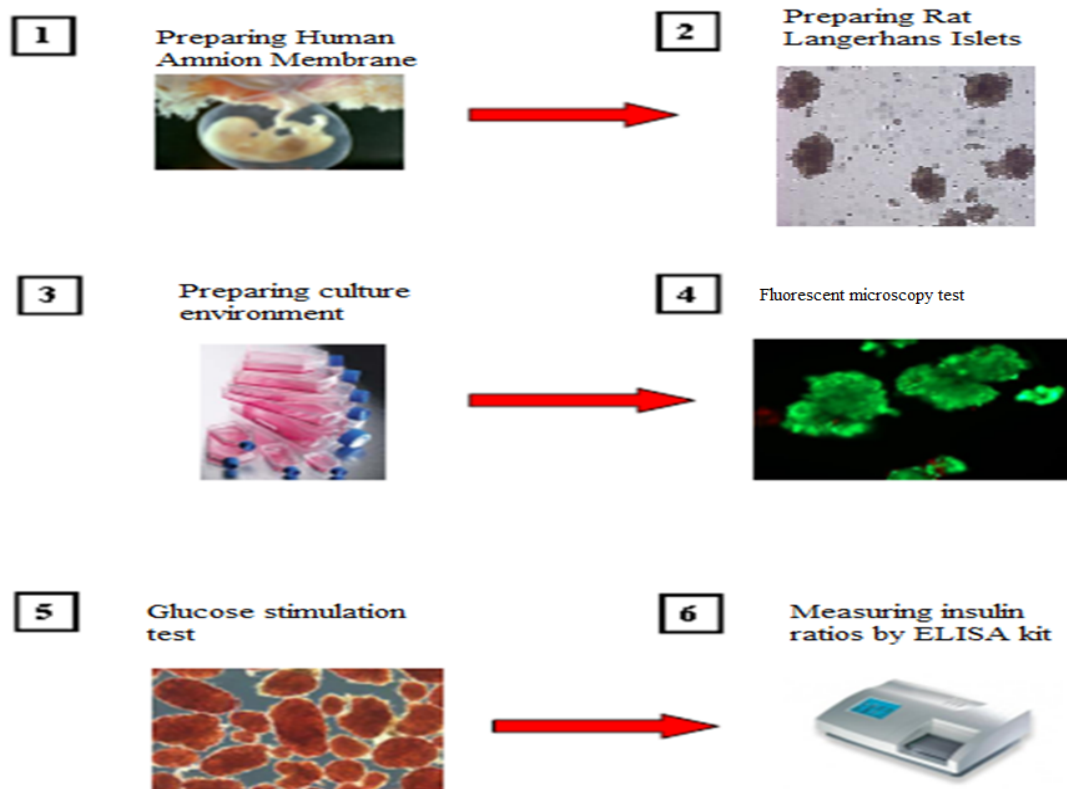 1
Preparing Human
Amnion Membrane
2
Preparing Rat
Langerhans Islets
3
Preparing culture
environment
4
Fluorescent microscopy test
5
Glucose stimulation
test
6
Measuring insulin
ratios by ELISA kit